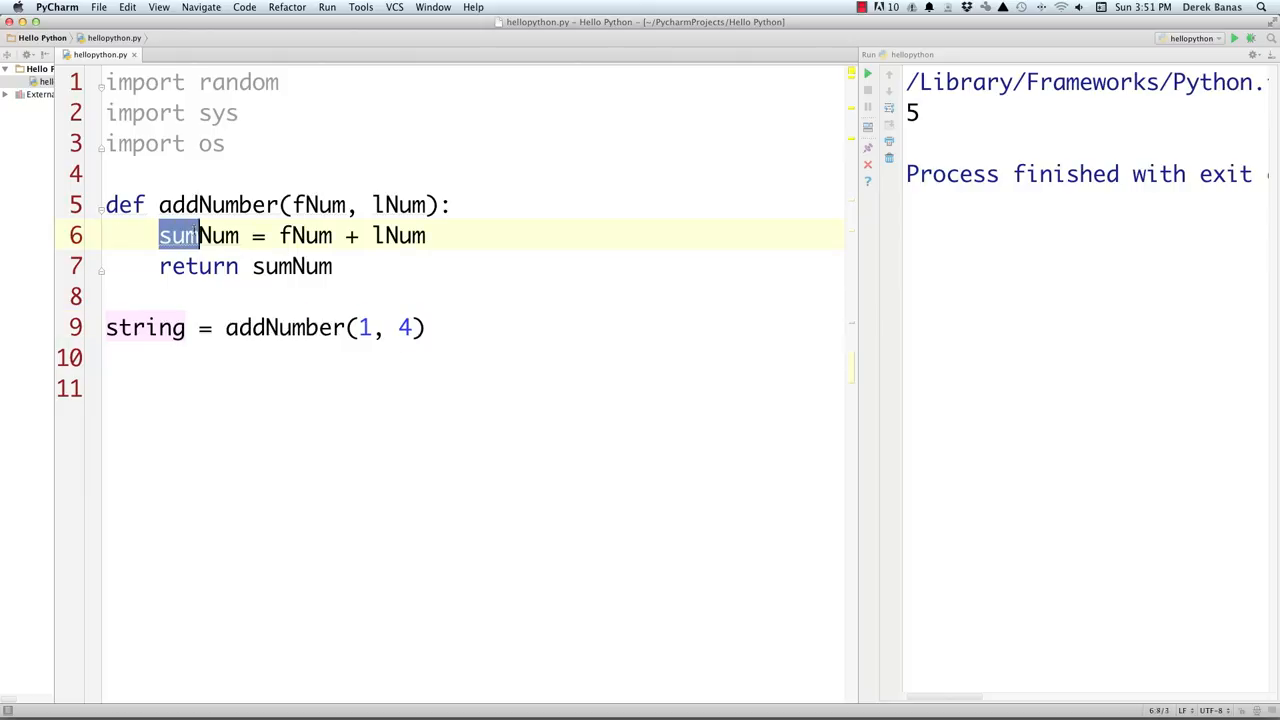 PyCharm File Edit View Navigate Code Refactor Run Tools VCS Window Help 10 Sun 3:51 PM Derek Banas
hellopython.py – Hello Python – [~/PycharmProjects/Hello Python]
Hello Python hellopython.py hellopython
hellopython.py Run hellopython
Hello P
hell
Extern
1 import random
2 import sys
3 import os
4
5 def addNumber(fNum, lNum):
6 sumNum = fNum + lNum
7 return sumNum
8
9 string = addNumber(1, 4)
10
11
/Library/Frameworks/Python.
5
Process finished with exit
6:8/3 LF UTF-8